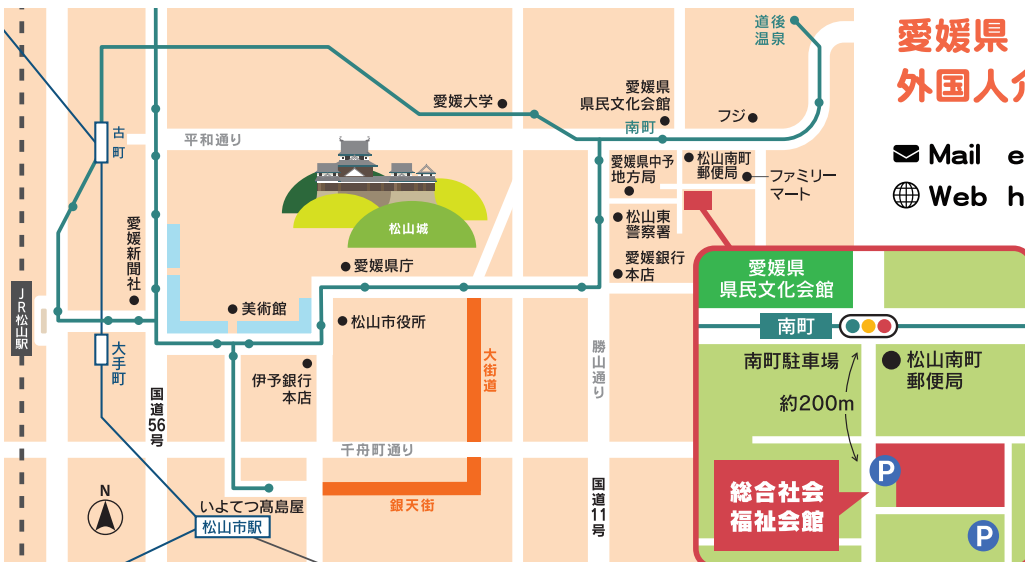 道後
温泉
愛媛県
外国人介
愛媛県
県民文化会館
愛媛大学
南町
フジ
平和通り
古町
Mail e
愛媛県中予
地方局
松山南町
郵便局
ファミリー
マート
Web h
松山城
松山東
警察署
愛媛新聞社
愛媛県庁
愛媛銀行
本店
JR松山駅
美術館
松山市役所
大手町
伊予銀行
本店
大街道
勝山通り
国道56号
千舟町通り
いよてつ髙島屋
銀天街
松山市駅
国道11号
N
愛媛県
県民文化会館
南町
南町駐車場
松山南町
郵便局
約200m
P
総合社会
福祉会館
P